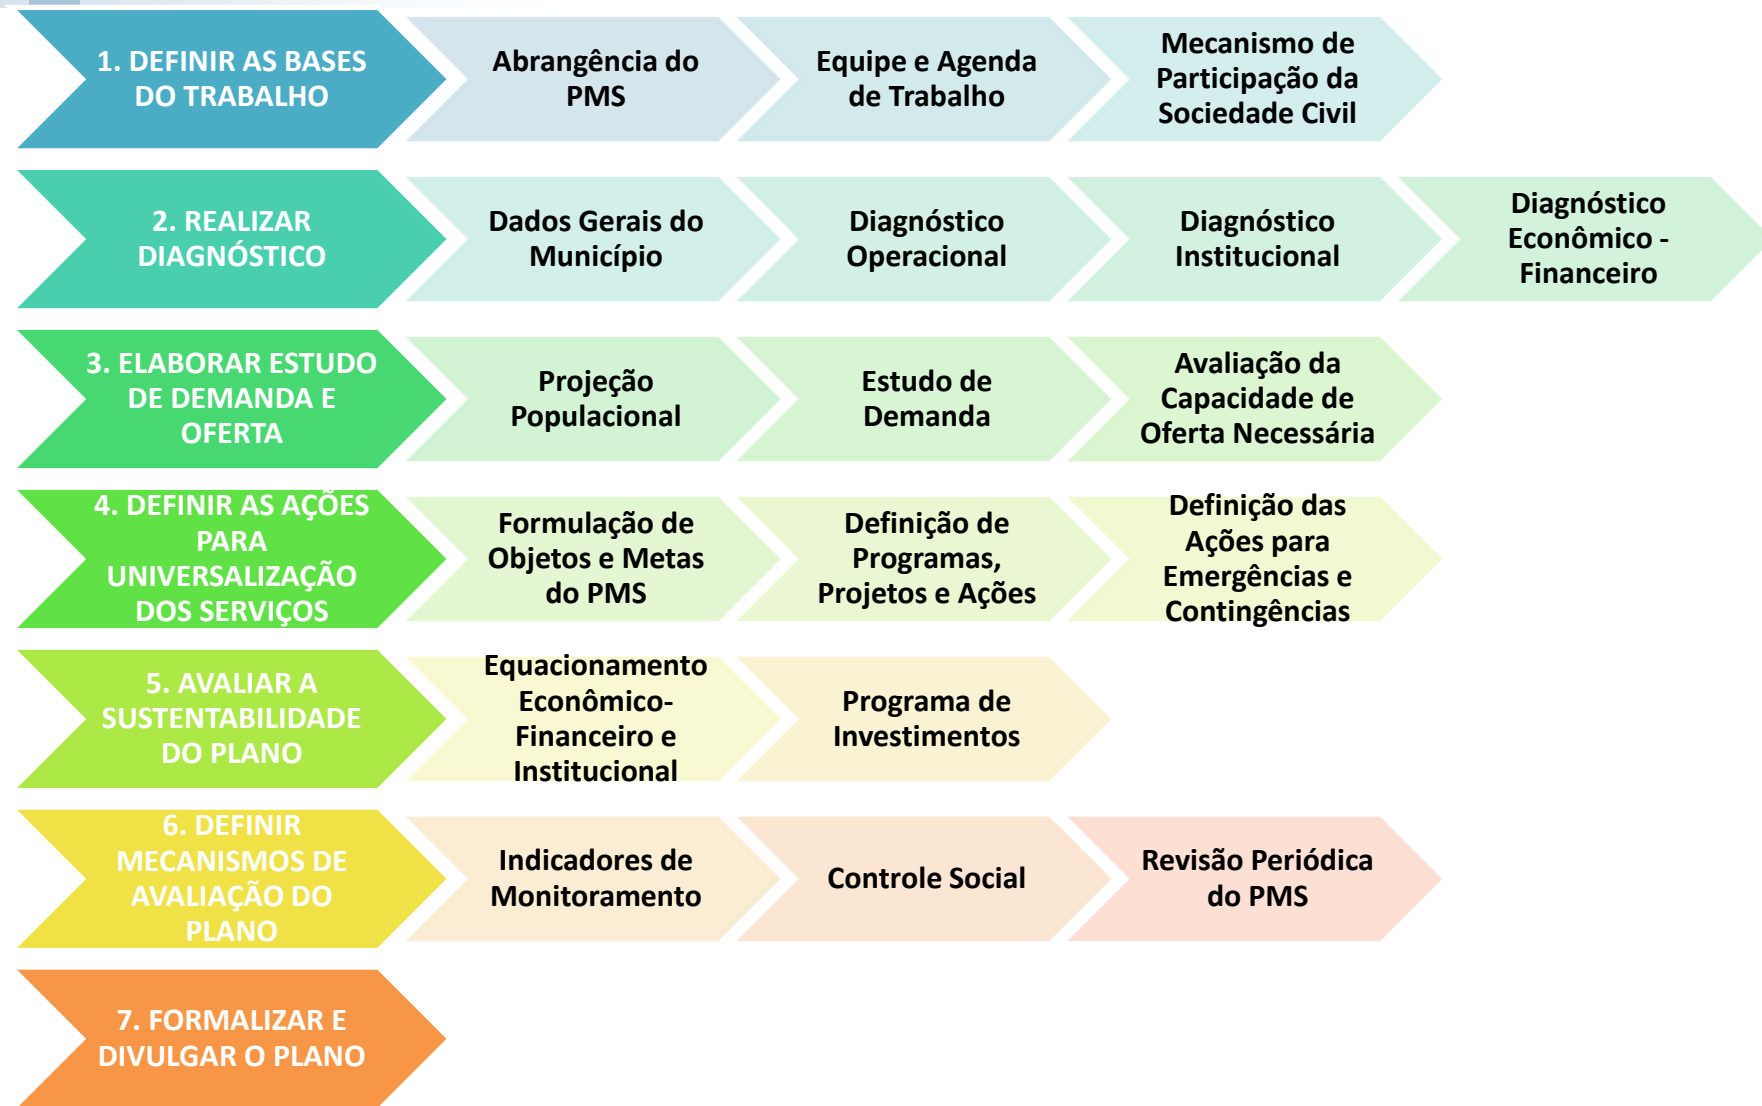 1. DEFINIR AS BASES
DO TRABALHO
Abrangência do
PMS
Equipe e Agenda
de Trabalho
Mecanismo de
Participação da
Sociedade Civil
2. REALIZAR
DIAGNÓSTICO
Dados Gerais do
Município
Diagnóstico
Operacional
Diagnóstico
Institucional
Diagnóstico
Econômico -
Financeiro
3. ELABORAR ESTUDO
DE DEMANDA E
OFERTA
Projeção
Populacional
Estudo de
Demanda
Avaliação da
Capacidade de
Oferta Necessária
4. DEFINIR AS AÇÕES
PARA
UNIVERSALIZAÇÃO
DOS SERVIÇOS
Formulação de
Objetos e Metas
do PMS
Definição de
Programas,
Projetos e Ações
Definição das
Ações para
Emergências e
Contingências
5. AVALIAR A
SUSTENTABILIDADE
DO PLANO
Equacionamento
Econômico-
Financeiro e
Institucional
Programa de
Investimentos
6. DEFINIR
MECANISMOS DE
AVALIAÇÃO DO
PLANO
Indicadores de
Monitoramento
Controle Social
Revisão Periódica
do PMS
7. FORMALIZAR E
DIVULGAR O PLANO